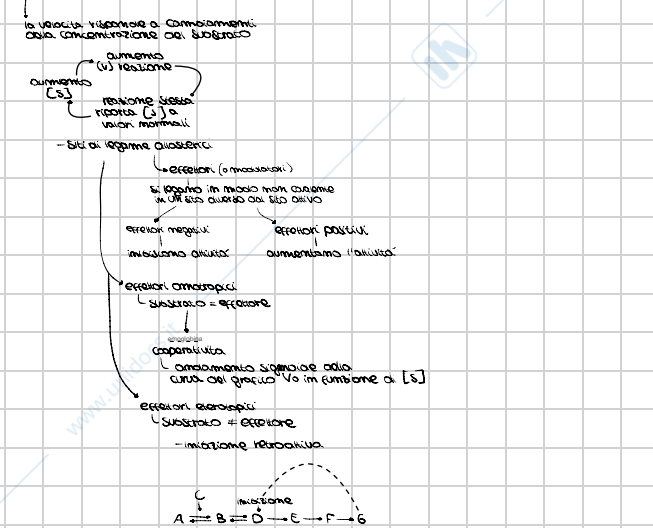 la velocità risponde a cambiamenti
della concentrazione del substrato
aumento
(v) reazione
aumento
[S]
reazione stessa
riporta [S] a
valori normali
- siti di legame allosterici
effettori (o modulatori)
si legano in modo non covalente
in un sito diverso dal sito attivo
effettori negativi
effettori positivi
inibiscono attività
aumentano l'attività
effettori omotropici
substrato = effettore
cooperatività
andamento sigmoide della
curva del grafico Vo in funzione di [S]
effettori eterotropici
substrato ≠ effettore
- inibizione retroattiva
C
inibizione
A ⇌ B ⇌ D → E → F → G